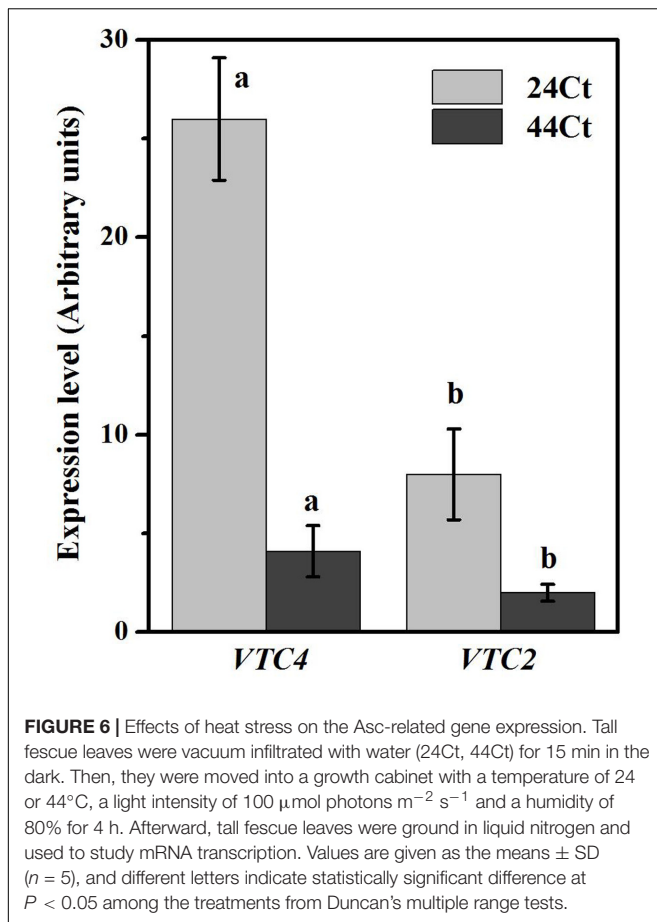 30
20
10
0
Expression level (Arbitrary units)
a
24Ct
44Ct
b
a
b
VTC4
VTC2
FIGURE 6 | Effects of heat stress on the Asc-related gene expression. Tall
fescue leaves were vacuum infiltrated with water (24Ct, 44Ct) for 15 min in the
dark. Then, they were moved into a growth cabinet with a temperature of 24
or 44°C, a light intensity of 100 μmol photons m⁻² s⁻¹ and a humidity of
80% for 4 h. Afterward, tall fescue leaves were ground in liquid nitrogen and
used to study mRNA transcription. Values are given as the means ± SD
(n = 5), and different letters indicate statistically significant difference at
P < 0.05 among the treatments from Duncan's multiple range tests.